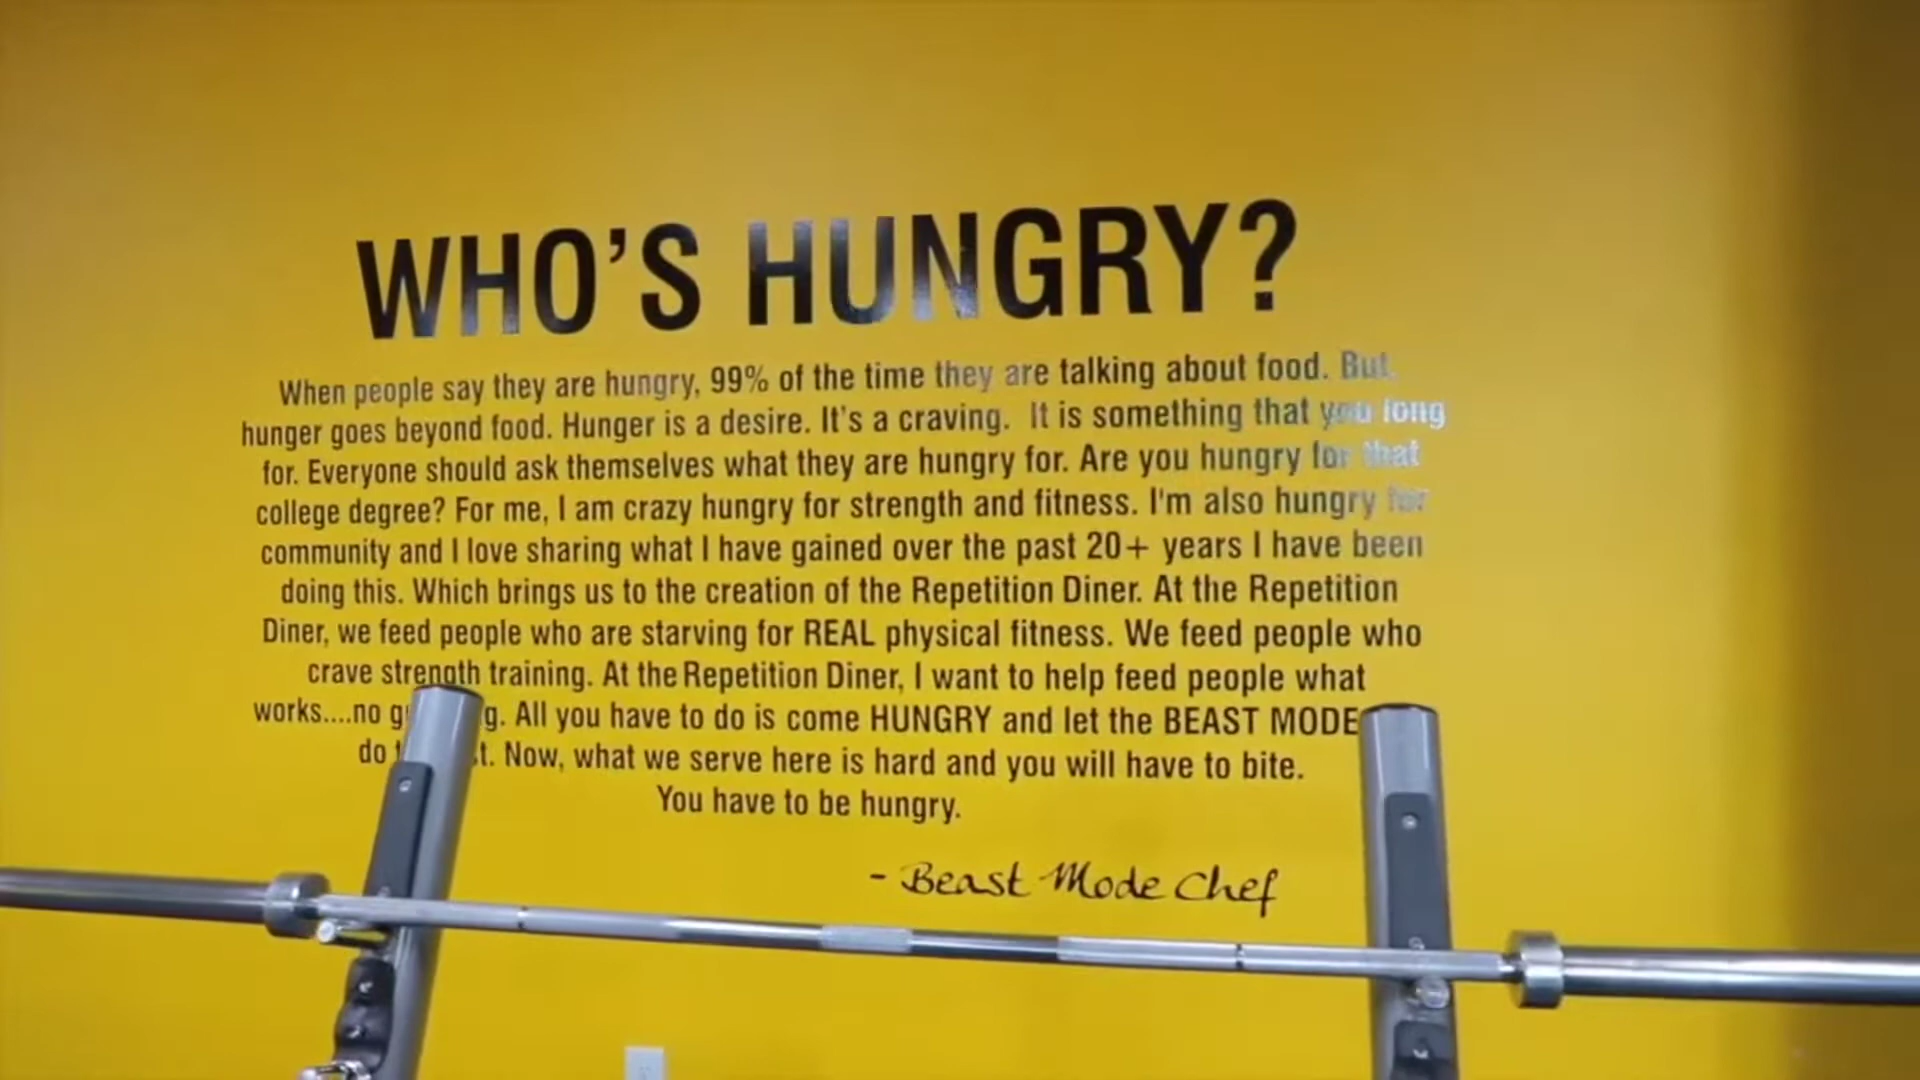 WHO'S HUNGRY?
When people say they are hungry, 99% of the time they are talking about food. But,
hunger goes beyond food. Hunger is a desire. It's a craving. It is something that you long
for. Everyone should ask themselves what they are hungry for. Are you hungry for that
college degree? For me, I am crazy hungry for strength and fitness. I'm also hungry for
community and I love sharing what I have gained over the past 20+ years I have been
doing this. Which brings us to the creation of the Repetition Diner. At the Repetition
Diner, we feed people who are starving for REAL physical fitness. We feed people who
crave strength training. At the Repetition Diner, I want to help feed people what
works....no All you have to do is come HUNGRY and let the BEAST MODE
do Now, what we serve here is hard and you will have to bite.
You have to be hungry.
- Beast Mode Chef